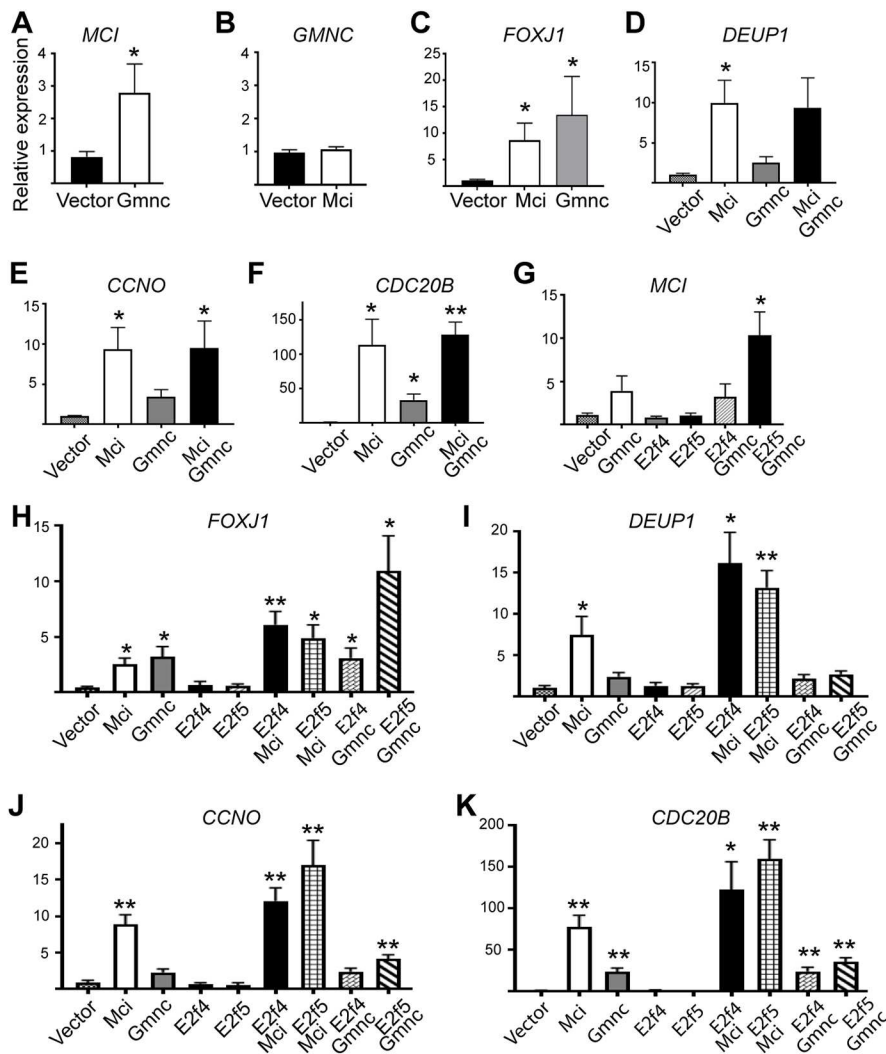 A
MCI
Relative expression
4
3
2
1
*
Vector Gmnc
B
GMNC
4
3
2
1
Vector Mci
C
FOXJ1
25
20
15
10
5
*
*
Vector Mci Gmnc
D
DEUP1
15
10
5
*
Vector
Mci
Gmnc
Mci
Gmnc
E
CCNO
15
10
5
*
*
Vector
Mci
Gmnc
Mci
Gmnc
F
CDC20B
150
100
50
*
*
**
Vector
Mci
Gmnc
Mci
Gmnc
G
MCI
15
10
5
*
Vector
Gmnc
E2f4
E2f5
E2f4
Gmnc
E2f5
Gmnc
H
FOXJ1
15
10
5
*
*
**
*
*
*
Vector
Mci
Gmnc
E2f4
E2f5
E2f4
Mci
E2f5
Mci
E2f4
Gmnc
E2f5
Gmnc
I
DEUP1
20
15
10
5
*
*
**
Vector
Mci
Gmnc
E2f4
E2f5
E2f4
Mci
E2f5
Mci
E2f4
Gmnc
E2f5
Gmnc
J
CCNO
20
15
10
5
**
**
**
**
Vector
Mci
Gmnc
E2f4
E2f5
E2f4
Mci
E2f5
Mci
E2f4
Gmnc
E2f5
Gmnc
K
CDC20B
200
150
100
50
**
**
*
**
**
**
Vector
Mci
Gmnc
E2f4
E2f5
E2f4
Mci
E2f5
Mci
E2f4
Gmnc
E2f5
Gmnc